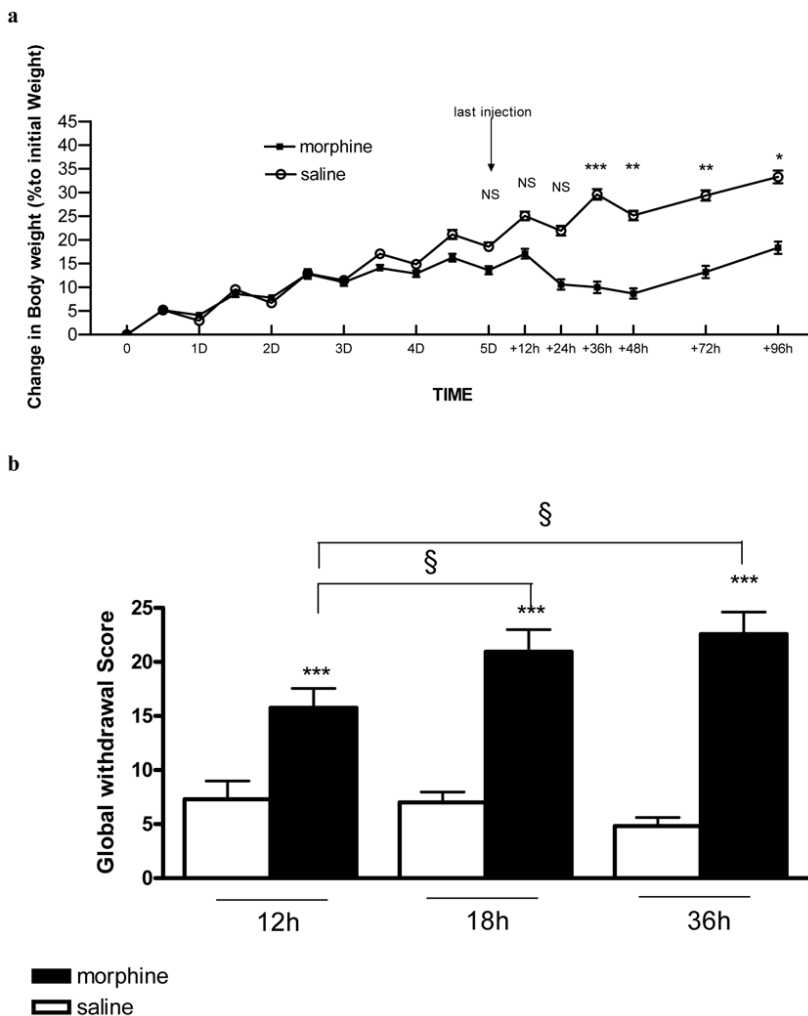 a
Change in Body weight (%to initial Weight)
45
40
35
30
25
20
15
10
5
0
morphine
saline
last injection
NS
NS
NS
***
**
**
*
0
1D
2D
3D
4D
5D
+12h
+24h
+36h
+48h
+72h
+96h
TIME
b
§
§
Global withdrawal Score
25
20
15
10
5
0
***
***
***
12h
18h
36h
morphine
saline